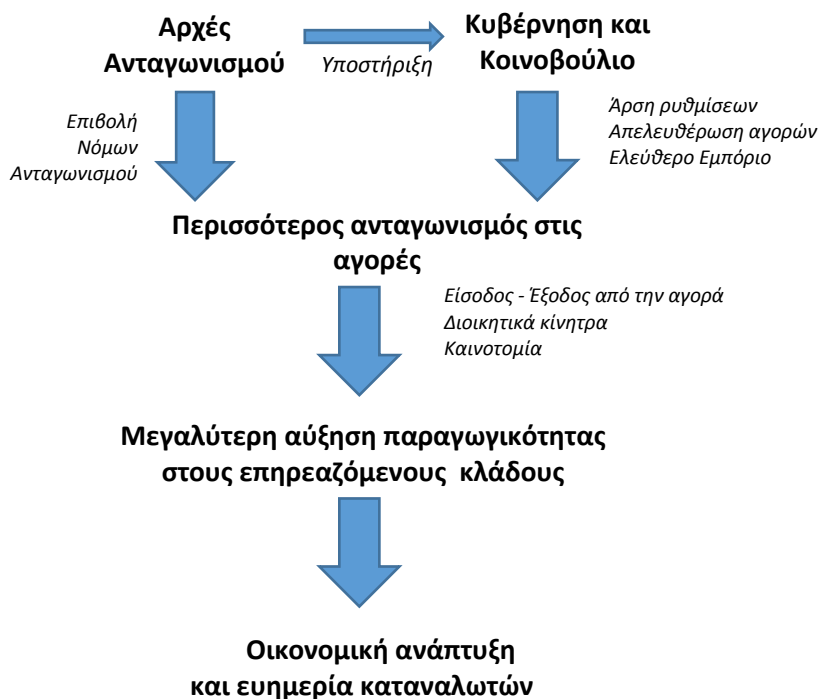 Αρχές
Ανταγωνισμού
Υποστήριξη
Κυβέρνηση και
Κοινοβούλιο
Επιβολή
Νόμων
Ανταγωνισμού
Άρση ρυθμίσεων
Απελευθέρωση αγορών
Ελεύθερο Εμπόριο
Περισσότερος ανταγωνισμός στις
αγορές
Είσοδος - Έξοδος από την αγορά
Διοικητικά κίνητρα
Καινοτομία
Μεγαλύτερη αύξηση παραγωγικότητας
στους επηρεαζόμενους κλάδους
Οικονομική ανάπτυξη
και ευημερία καταναλωτών